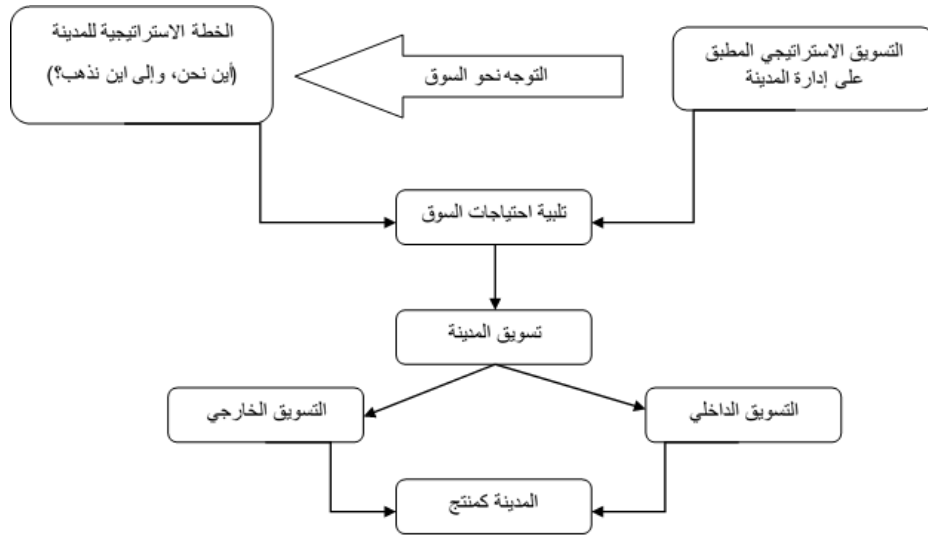 التسويق الاستراتيجي المطبق
على إدارة المدينة
التوجه نحو السوق
الخطة الاستراتيجية للمدينة
(أين نحن، وإلى اين نذهب؟)
تلبية احتياجات السوق
تسويق المدينة
التسويق الداخلي
التسويق الخارجي
المدينة كمنتج